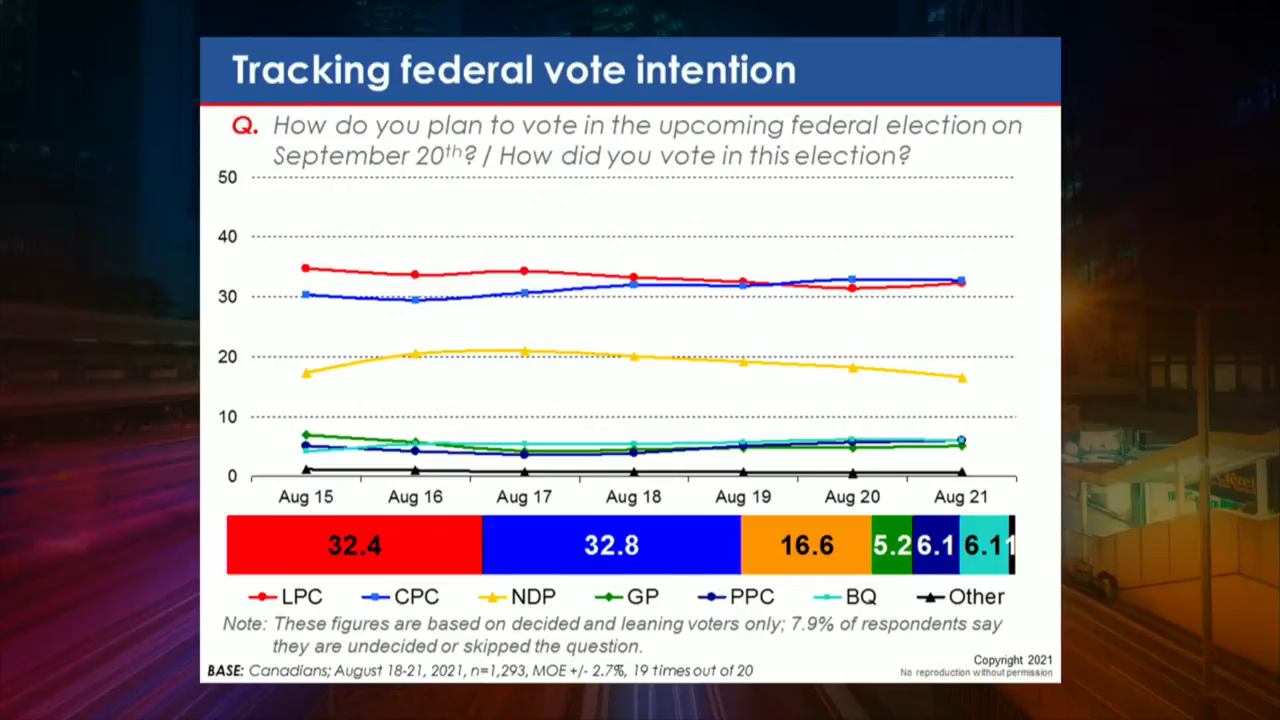 Tracking federal vote intention
Q. How do you plan to vote in the upcoming federal election on
September 20th? / How did you vote in this election?
50
40
30
20
10
0
Aug 15 Aug 16 Aug 17 Aug 18 Aug 19 Aug 20 Aug 21
32.4 32.8 16.6 5.2 6.1 6.1 1
LPC CPC NDP GP PPC BQ Other
Note: These figures are based on decided and leaning voters only; 7.9% of respondents say
they are undecided or skipped the question.
BASE: Canadians; August 18-21, 2021, n=1,293, MOE +/- 2.7%, 19 times out of 20
Copyright 2021
No reproduction without permission